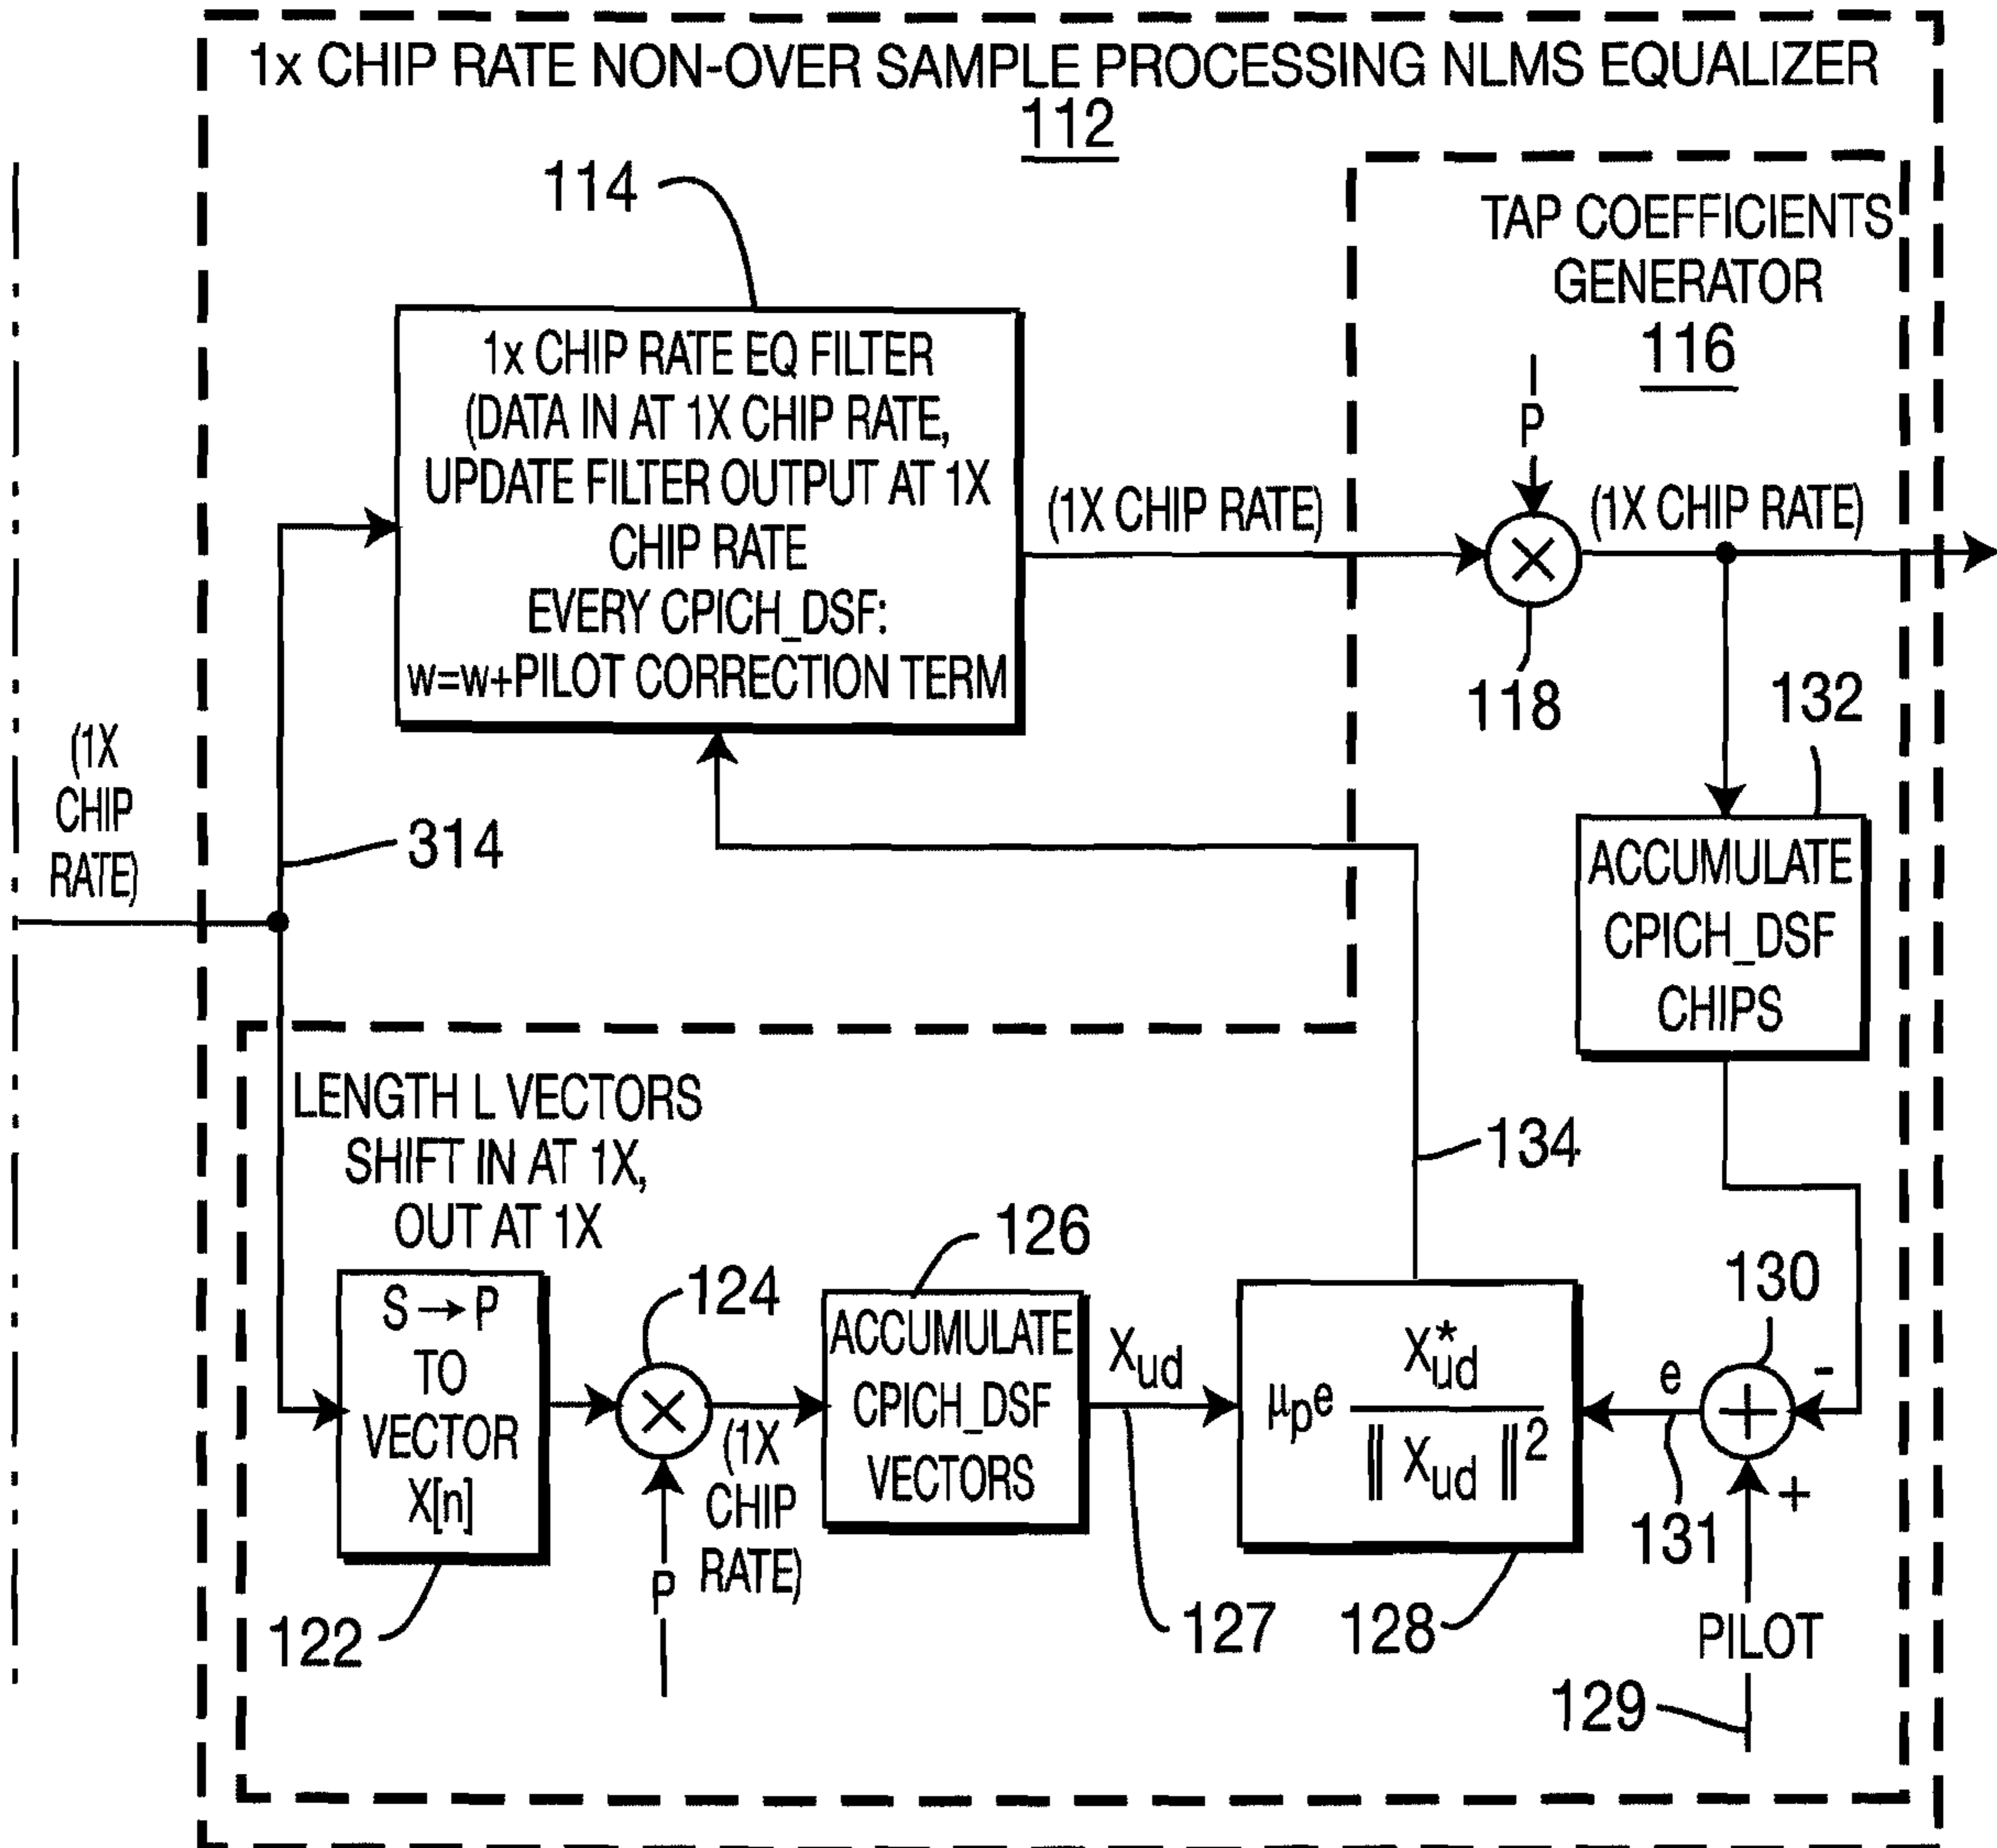 1x CHIP RATE NON-OVER SAMPLE PROCESSING NLMS EQUALIZER
112
114
TAP COEFFICIENTS
GENERATOR
116
1x CHIP RATE EQ FILTER
(DATA IN AT 1X CHIP RATE,
UPDATE FILTER OUTPUT AT 1X
CHIP RATE
EVERY CPICH_DSF:
w=w+PILOT CORRECTION TERM
(1X CHIP RATE)
P
(1X CHIP RATE)
118
132
(1X
CHIP
RATE)
314
ACCUMULATE
CPICH_DSF
CHIPS
LENGTH L VECTORS
SHIFT IN AT 1X,
OUT AT 1X
134
S → P
TO
VECTOR
X[n]
122
124
(1X
CHIP
RATE)
P
126
ACCUMULATE
CPICH_DSF
VECTORS
X_ud
127
μ_p e X*_ud / ‖ X_ud ‖²
128
130
-
e
131
+
PILOT
129